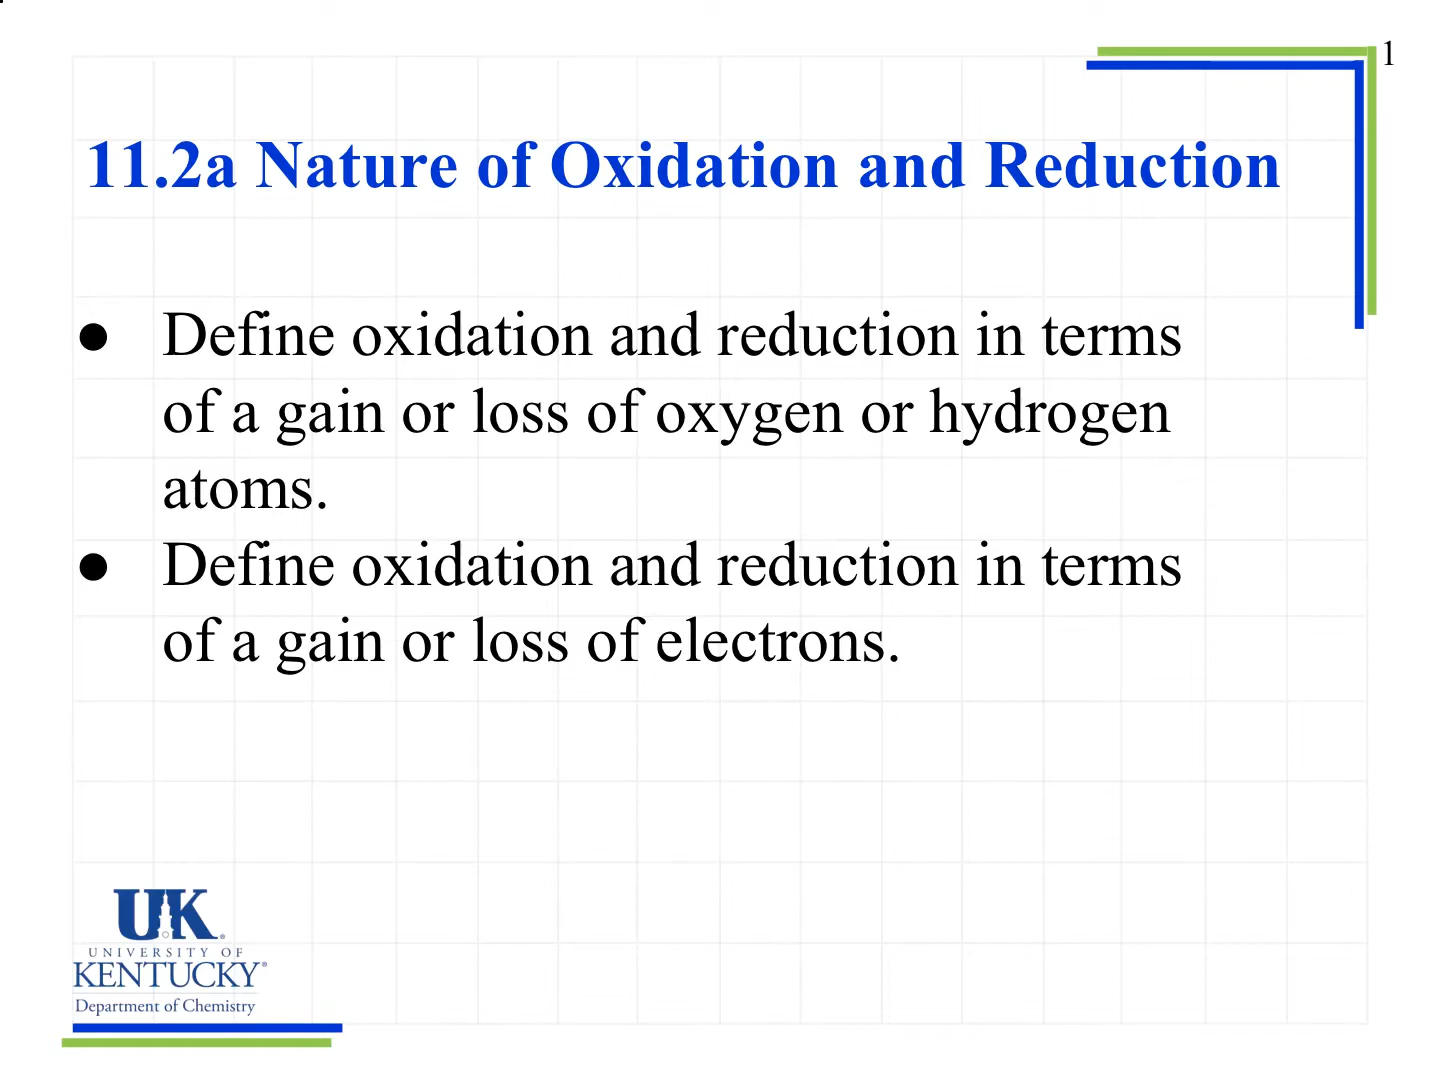 1
11.2a Nature of Oxidation and Reduction
● Define oxidation and reduction in terms
of a gain or loss of oxygen or hydrogen
atoms.
● Define oxidation and reduction in terms
of a gain or loss of electrons.
UK®
UNIVERSITY OF
KENTUCKY®
Department of Chemistry